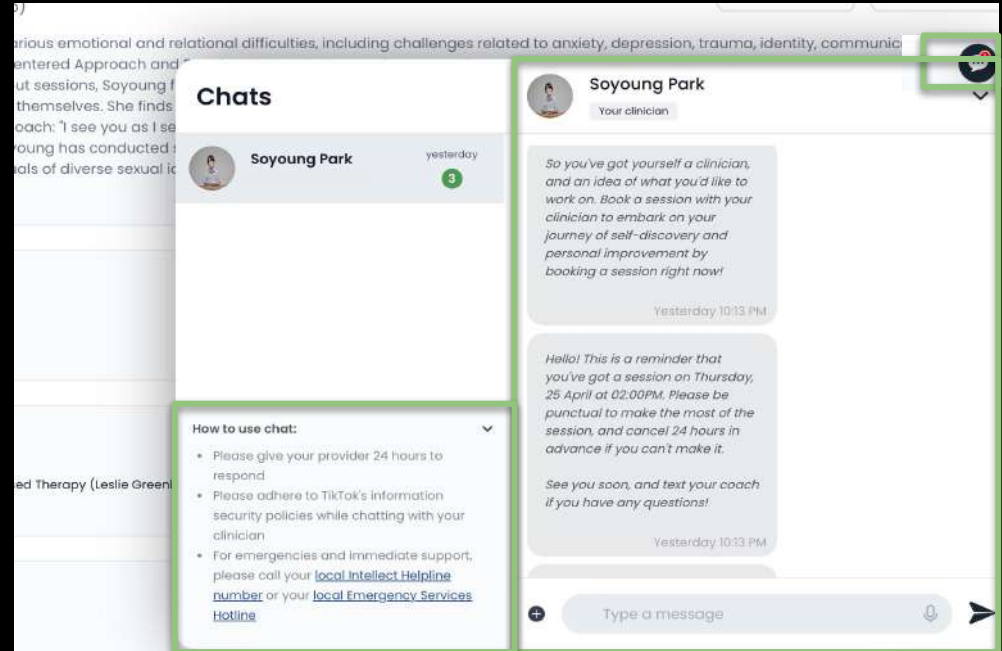 arious emotional and relational difficulties, including challenges related to anxiety, depression, trauma, identity,
entered Approach and
ut sessions, Soyoung
themselves. She finds
oach: "I see you as I se
young has conducted
als of diverse sexual
Chats
Soyoung Park
yesterday
3
How to use chat:
• Please give your provider 24 hours to
respond
• Please adhere to TikTok's information
security policies while chatting with your
clinician
• For emergencies and immediate support,
please call your local Intellect Helpline
number or your local Emergency Services
Hotline
ed Therapy (Leslie Green
Soyoung Park
Your clinician
So you've got yourself a clinician,
and an idea of what you'd like to
work on. Book a session with your
clinician to embark on your
journey of self-discovery and
personal improvement by
booking a session right now!
Yesterday 10:13 PM
Hello! This is a reminder that
you've got a session on Thursday,
25 April at 02:00PM. Please be
punctual to make the most of the
session, and cancel 24 hours in
advance if you can't make it.
See you soon, and text your coach
if you have any questions!
Yesterday 10:13 PM
Type a message